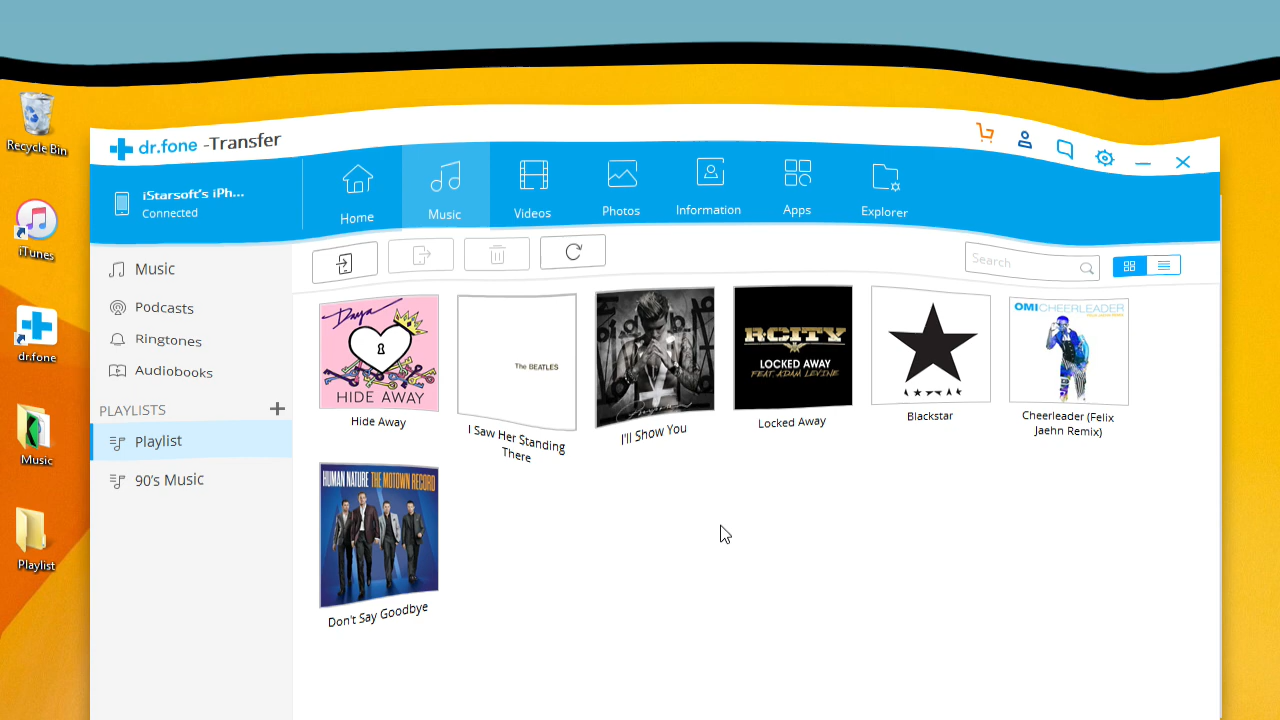 Recycle Bin
iTunes
dr.fone
Music
Playlist
dr.fone -Transfer
iStarsoft's iPh...
Connected
Home
Music
Videos
Photos
Information
Apps
Explorer
Search
Music
Podcasts
Ringtones
Audiobooks
PLAYLISTS
Playlist
90's Music
Daya
HIDE AWAY
Hide Away
The BEATLES
I Saw Her Standing
There
I'll Show You
R-CITY
LOCKED AWAY
FEAT. ADAM LEVINE
Locked Away
Blackstar
OMI CHEERLEADER
Cheerleader (Felix
Jaehn Remix)
HUMAN NATURE THE MOTOWN RECORD
Don't Say Goodbye